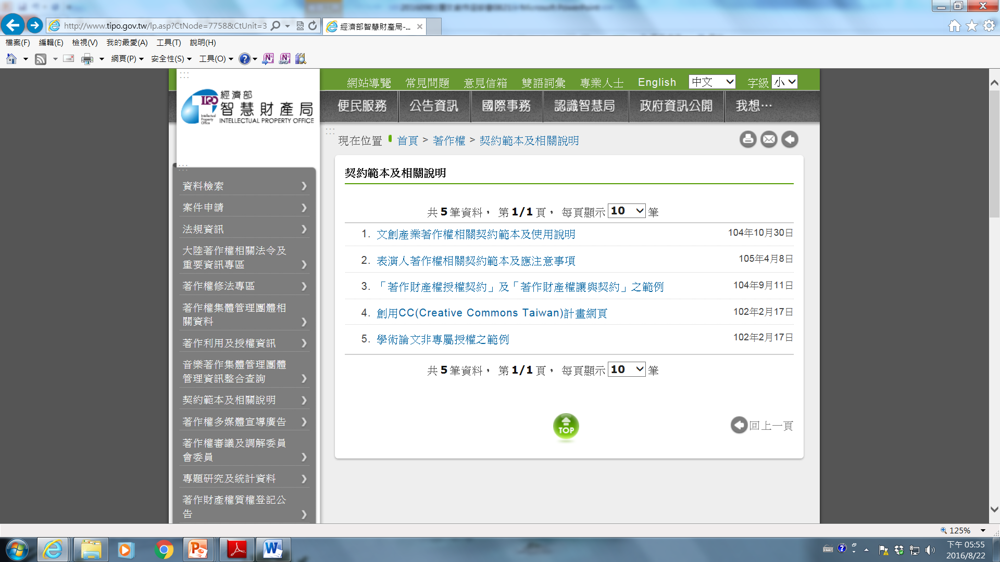 http://www.tipo.gov.tw/lp.asp?CtNode=7758&CtUnit=3
經濟部智慧財產局-...
檔案(F) 編輯(E) 檢視(V) 我的最愛(A) 工具(T) 說明(H)
網頁(P) 安全性(S) 工具(O)
網站導覽 常見問題 意見信箱 雙語詞彙 專業人士 English 中文 字級 小
經濟部
智慧財產局
INTELLECTUAL PROPERTY OFFICE
TIPO
Intellectual
Property
Office
便民服務 公告資訊 國際事務 認識智慧局 政府資訊公開 我想…
現在位置 首頁 > 著作權 > 契約範本及相關說明
資料檢索
案件申請
法規資訊
大陸著作權相關法令及
重要資訊專區
著作權修法專區
著作權集體管理團體相
關資料
著作利用及授權資訊
音樂著作集體管理團體
管理資訊整合查詢
契約範本及相關說明
著作權多媒體宣導廣告
著作權審議及調解委員
會委員
專題研究及統計資料
著作財產權質權登記公
告
契約範本及相關說明
共 5 筆資料， 第 1/1 頁， 每頁顯示 10 筆
1. 文創產業著作權相關契約範本及使用說明 104年10月30日
2. 表演人著作權相關契約範本及應注意事項 105年4月8日
3. 「著作財產權授權契約」及「著作財產權讓與契約」之範例 104年9月11日
4. 創用CC(Creative Commons Taiwan)計畫網頁 102年2月17日
5. 學術論文非專屬授權之範例 102年2月17日
共 5 筆資料， 第 1/1 頁， 每頁顯示 10 筆
TOP
回上一頁
125%
下午 05:55
2016/8/22